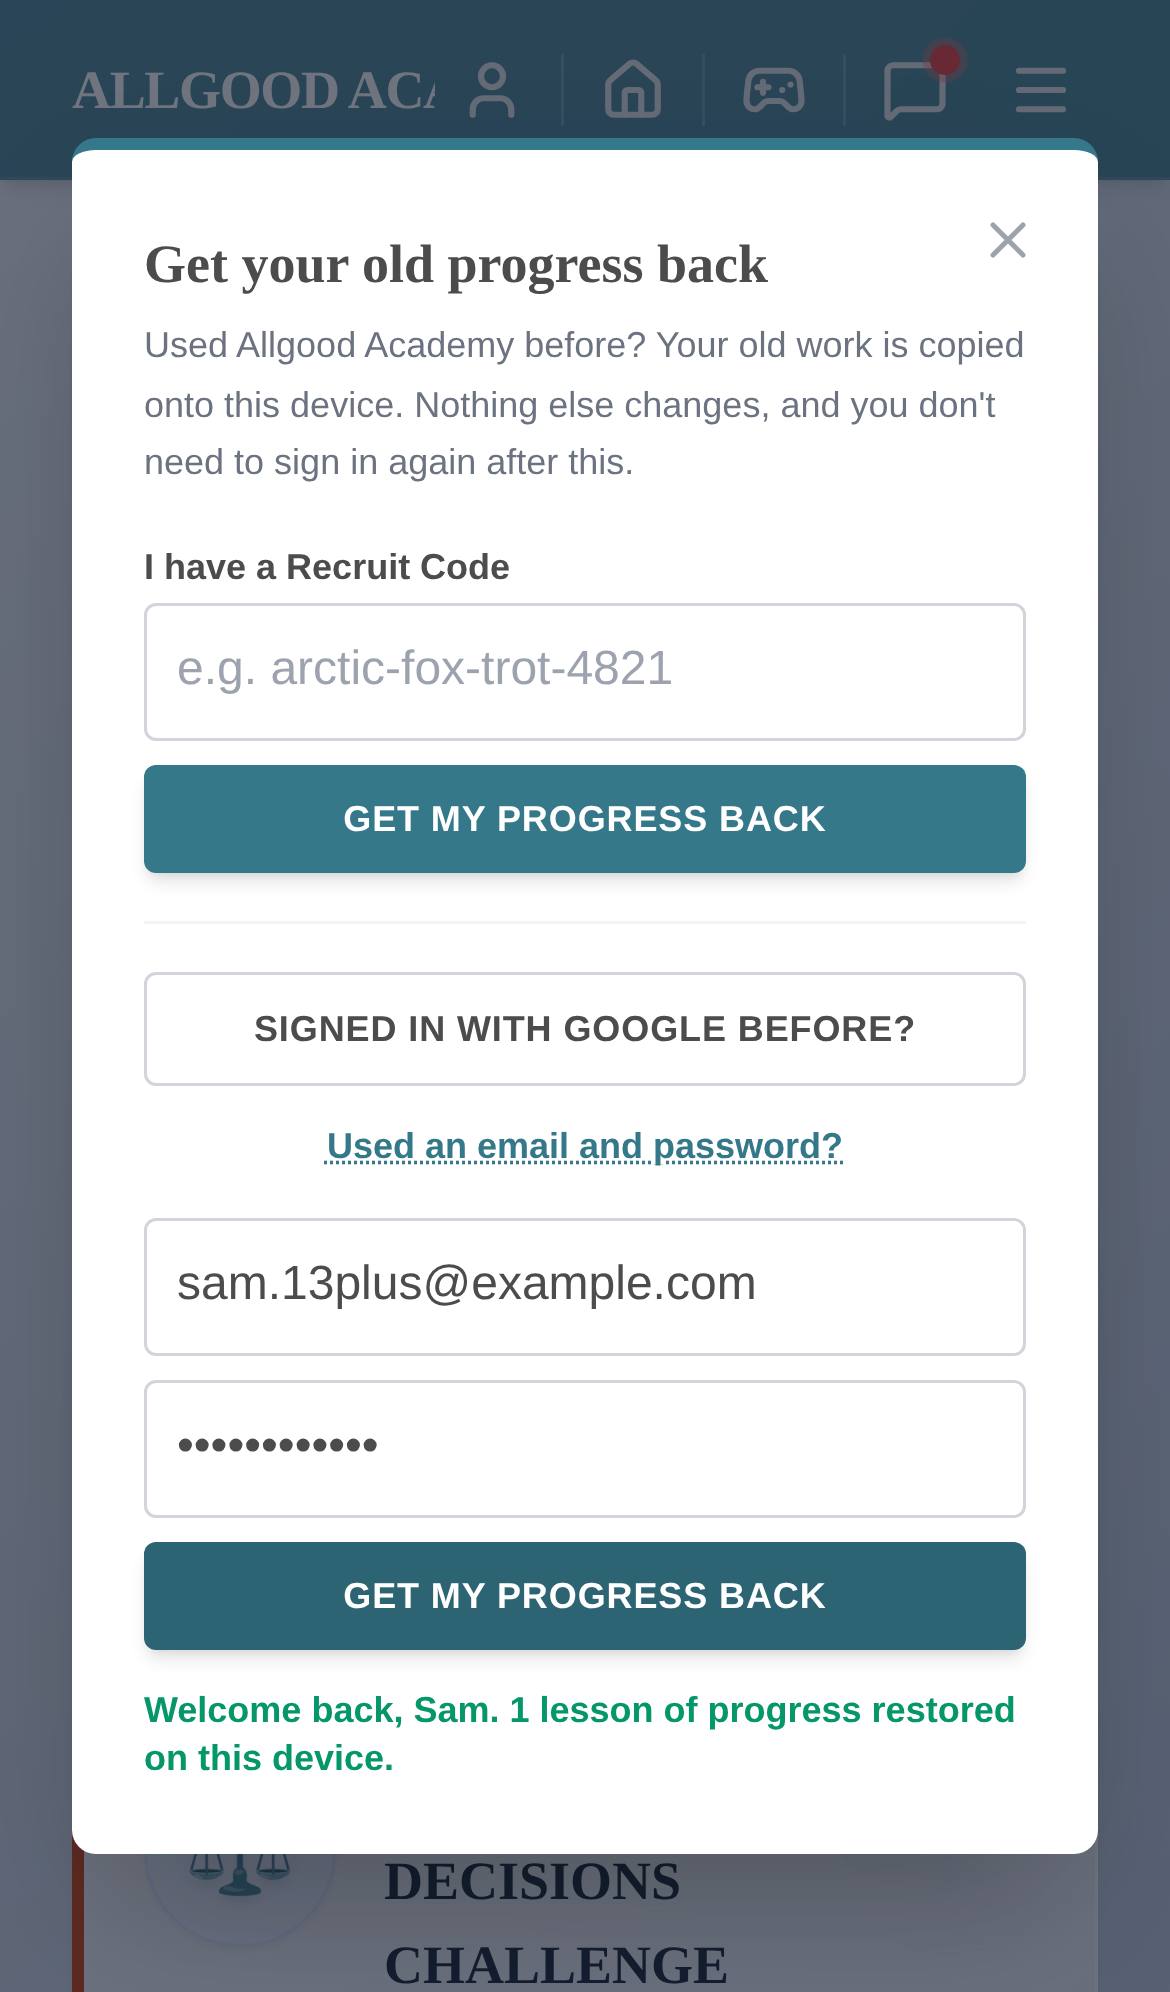 ALLGOOD ACA
Get your old progress back
Used Allgood Academy before? Your old work is copied
onto this device. Nothing else changes, and you don't
need to sign in again after this.
I have a Recruit Code
e.g. arctic-fox-trot-4821
GET MY PROGRESS BACK
SIGNED IN WITH GOOGLE BEFORE?
Used an email and password?
sam.13plus@example.com
••••••••••••
GET MY PROGRESS BACK
Welcome back, Sam. 1 lesson of progress restored
on this device.
DECISIONS
CHALLENGE